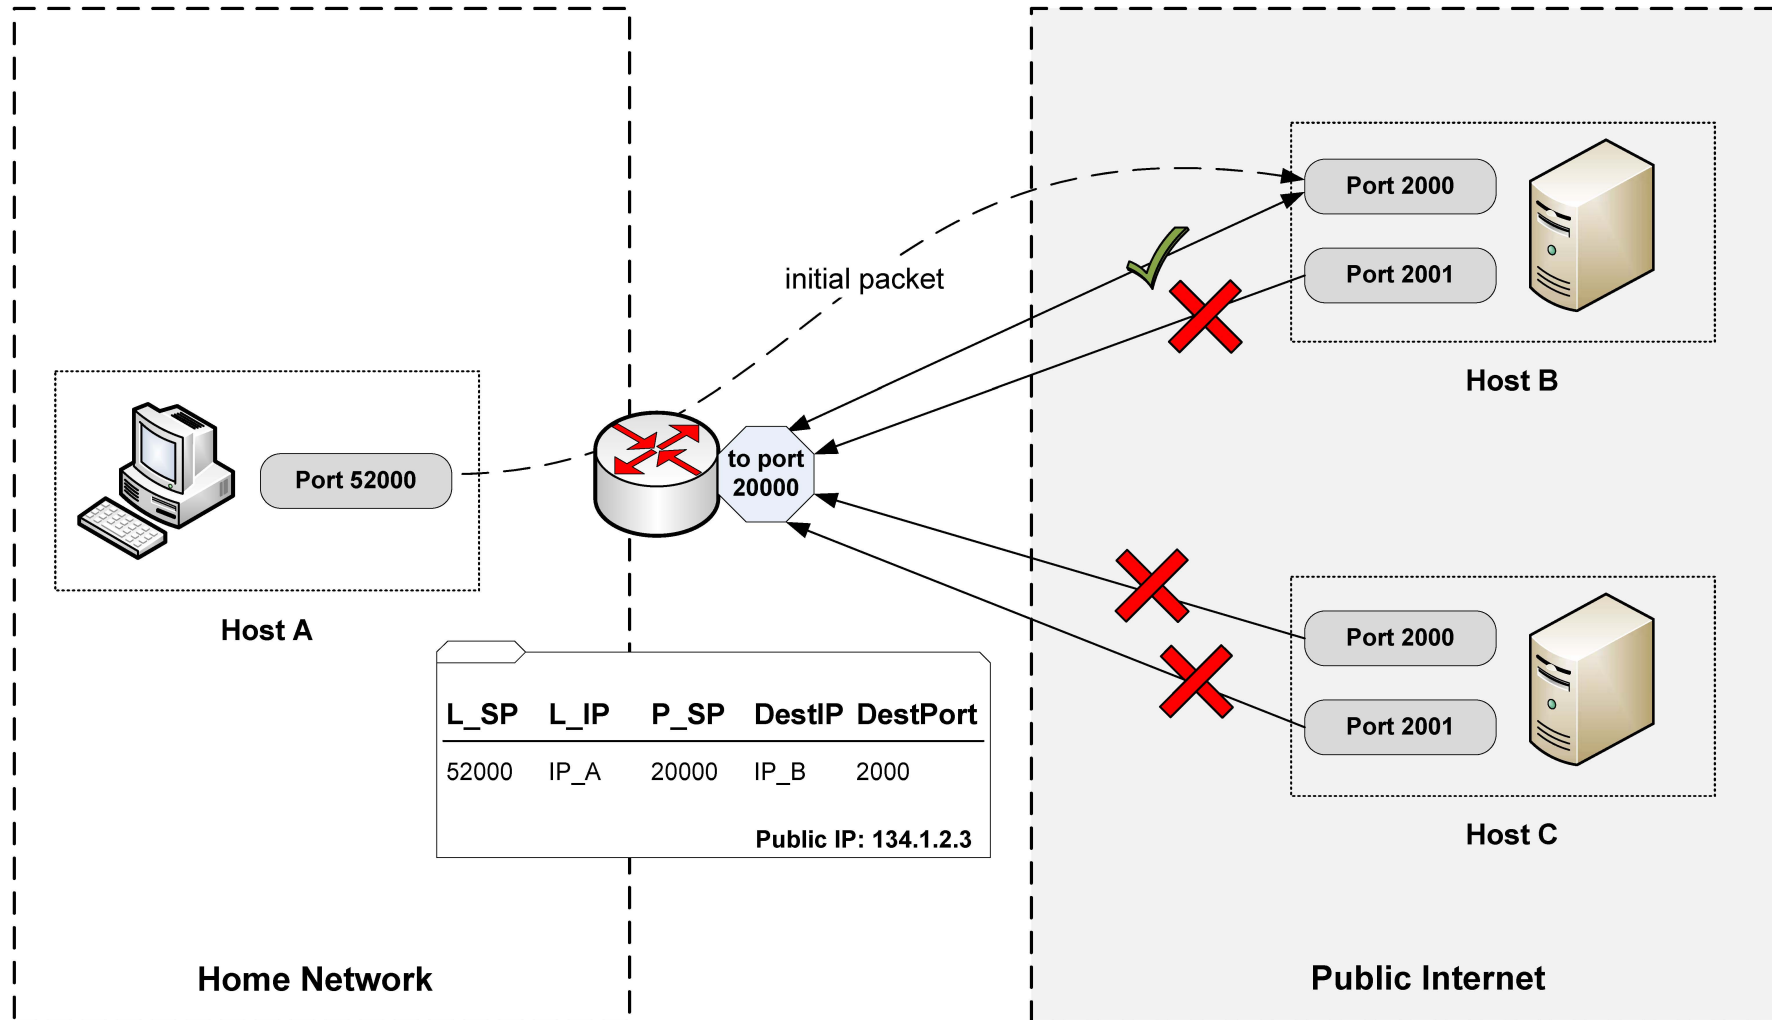 Port 2000
initial packet
Port 2001
Host B
to port
20000
Port 52000
Host A
Port 2000
Port 2001
Host C
L_SP L_IP P_SP DestIP DestPort
52000 IP_A 20000 IP_B 2000
Public IP: 134.1.2.3
Home Network
Public Internet